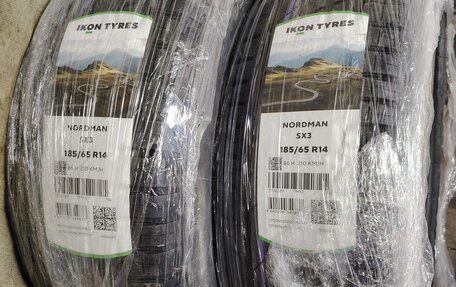 IKON TYRES
NORDMAN
SX3
185/65 R14
86 H 210 KM/H
IKON TYRES
NORDMAN
SX3
185/65 R14
86 H 210 KM/H